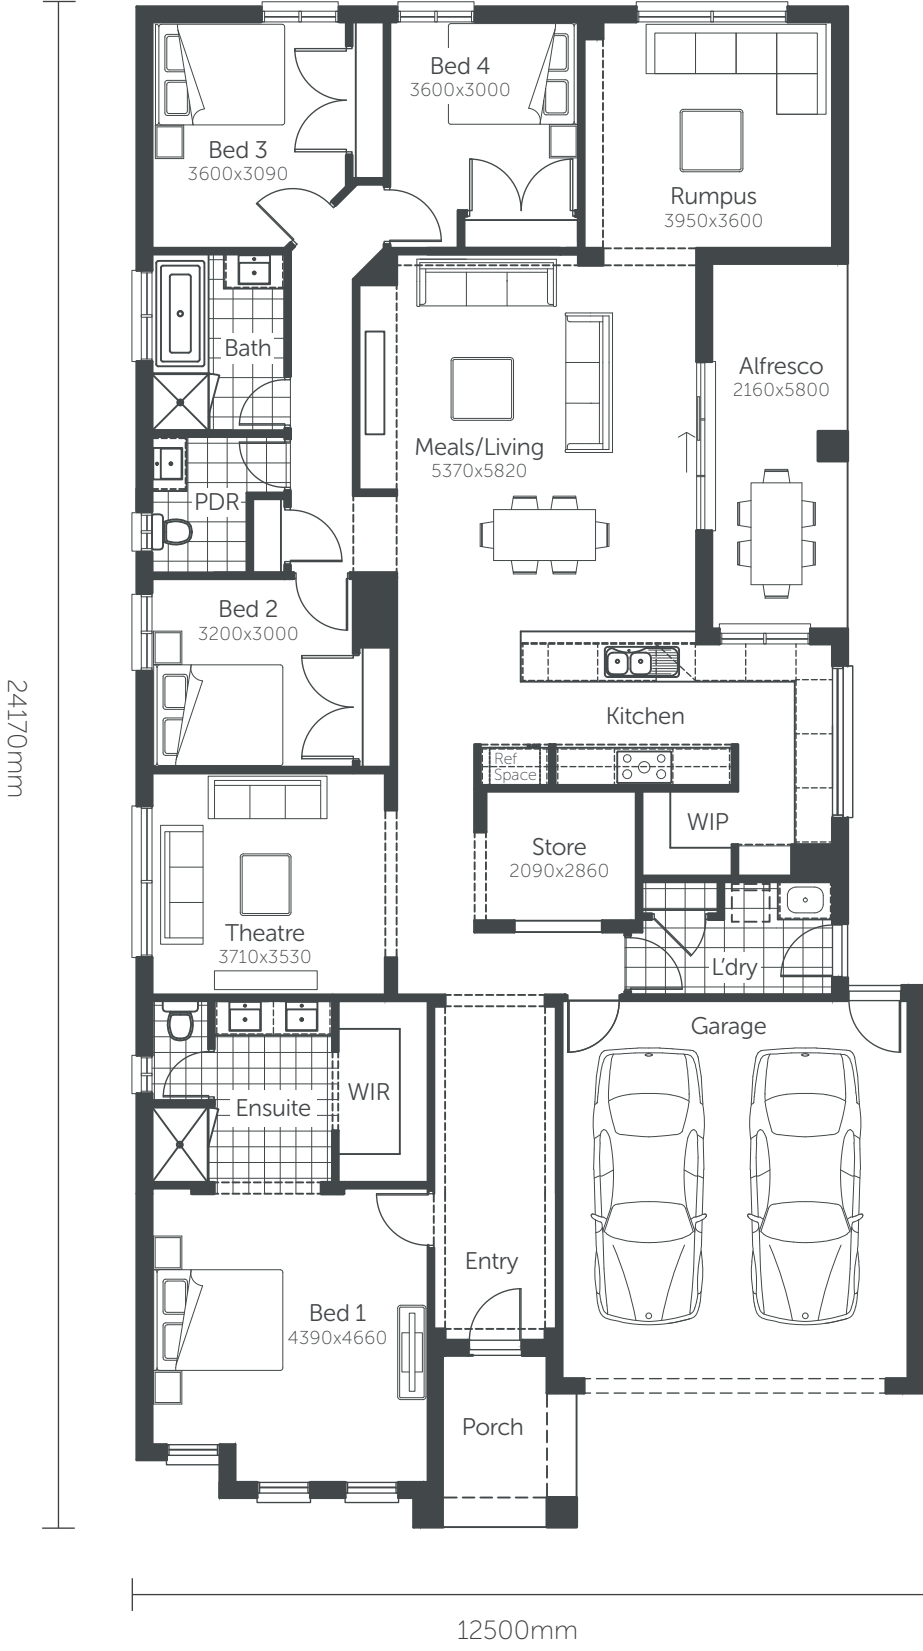 Bed 4
3600x3000
Bed 3
3600x3090
Rumpus
3950x3600
Bath
Alfresco
2160x5800
Meals/Living
5370x5820
PDR
Bed 2
3200x3000
24170mm
Kitchen
Ref
Space
WIP
Store
2090x2860
Theatre
3710x3530
L'dry
Garage
WIR
Ensuite
Entry
Bed 1
4390x4660
Porch
12500mm